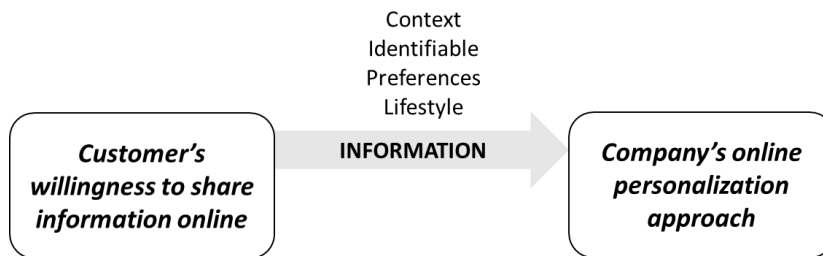 Context
Identifiable
Preferences
Lifestyle
INFORMATION
Customer's
willingness to share
information online
Company's online
personalization
approach